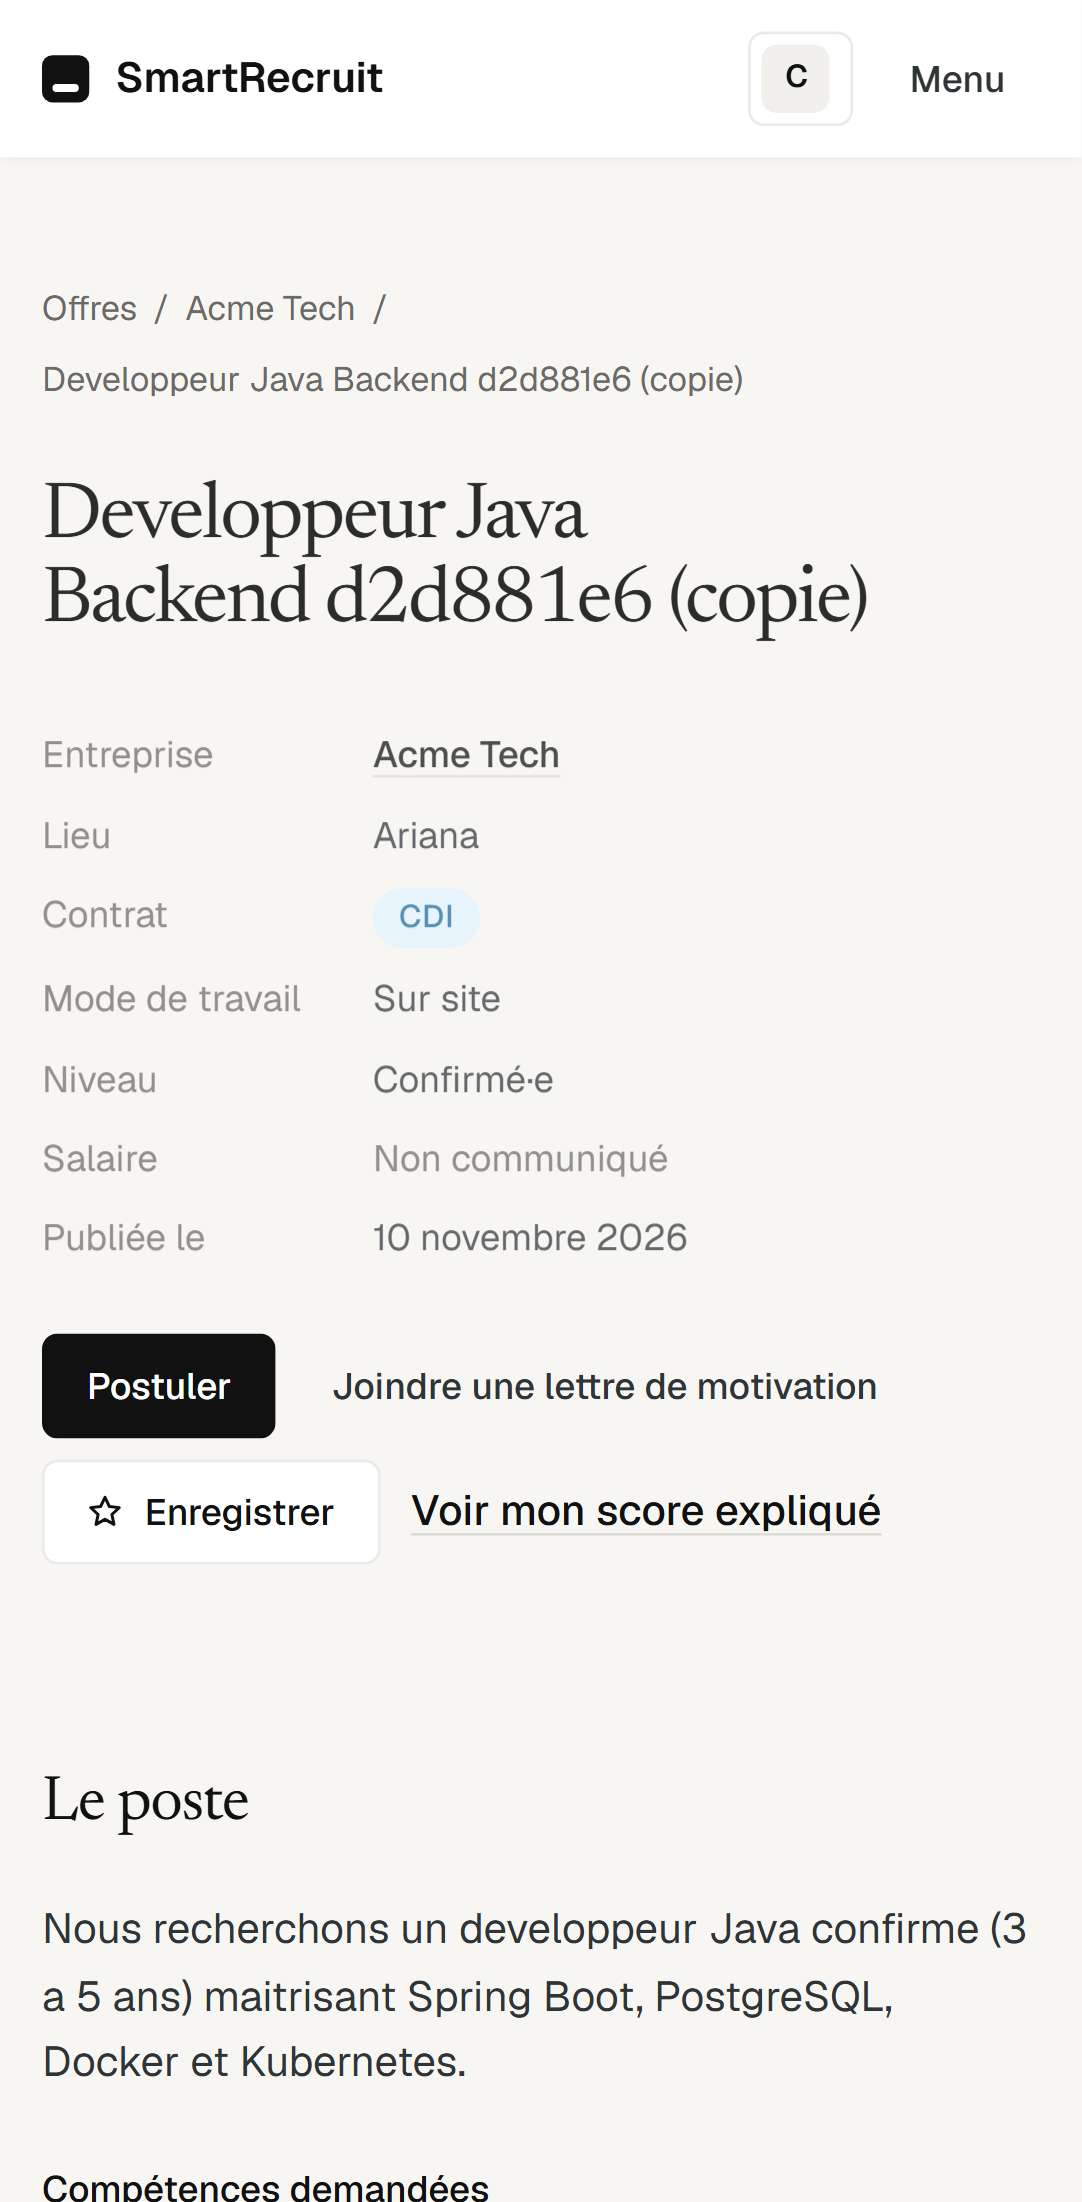 SmartRecruit
C
Menu
Offres / Acme Tech /
Developpeur Java Backend d2d881e6 (copie)
Developpeur Java
Backend d2d881e6 (copie)
Entreprise Acme Tech
Lieu Ariana
Contrat CDI
Mode de travail Sur site
Niveau Confirmé·e
Salaire Non communiqué
Publiée le 10 novembre 2026
Postuler Joindre une lettre de motivation
Enregistrer Voir mon score expliqué
Le poste
Nous recherchons un developpeur Java confirme (3
a 5 ans) maitrisant Spring Boot, PostgreSQL,
Docker et Kubernetes.
Compétences demandées